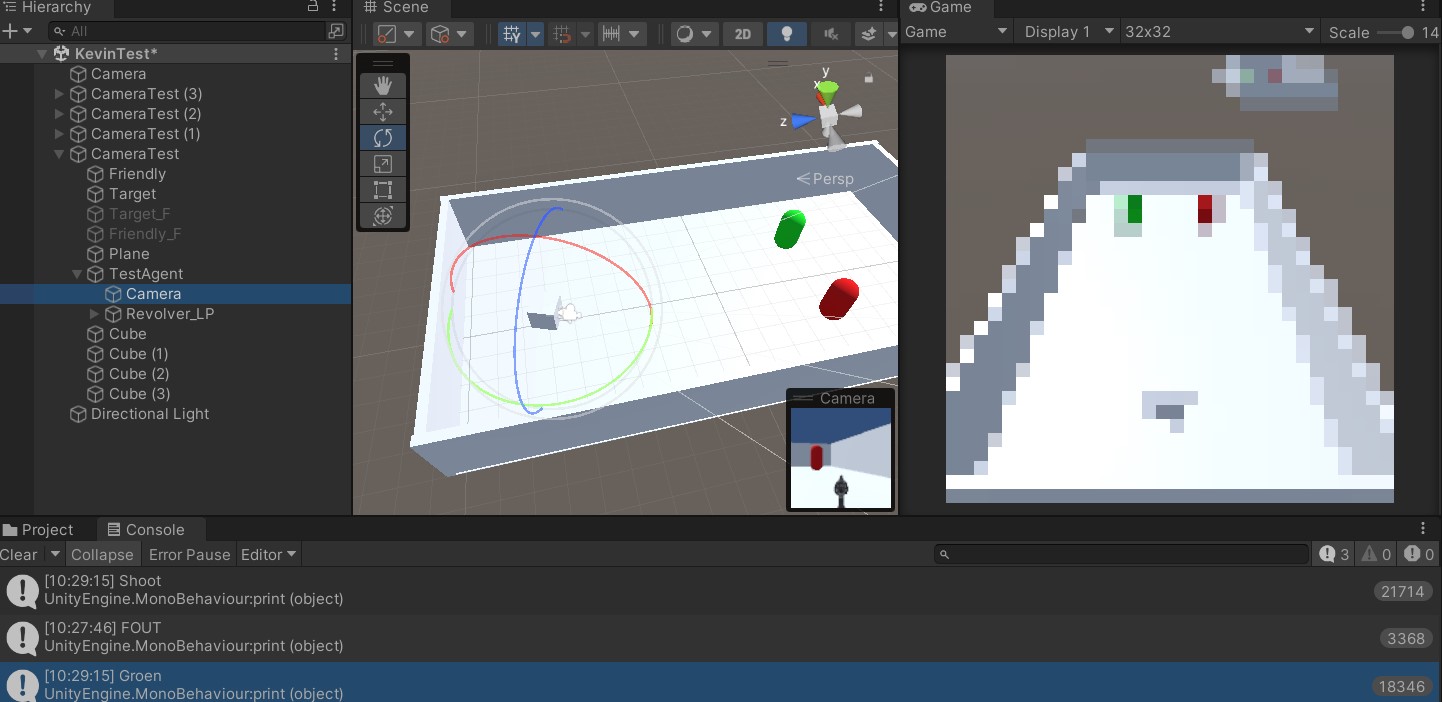 Hierarchy
All
KevinTest*
Camera
CameraTest (3)
CameraTest (2)
CameraTest (1)
CameraTest
Friendly
Target
Target_F
Friendly_F
Plane
TestAgent
Camera
Revolver_LP
Cube
Cube (1)
Cube (2)
Cube (3)
Directional Light
Scene
2D
y
x
z
Persp
Camera
Game
Game Display 1 32x32 Scale 14
Project Console
Clear Collapse Error Pause Editor 3 0 0
[10:29:15] Shoot
UnityEngine.MonoBehaviour:print (object) 21714
[10:27:46] FOUT
UnityEngine.MonoBehaviour:print (object) 3368
[10:29:15] Groen
UnityEngine.MonoBehaviour:print (object) 18346